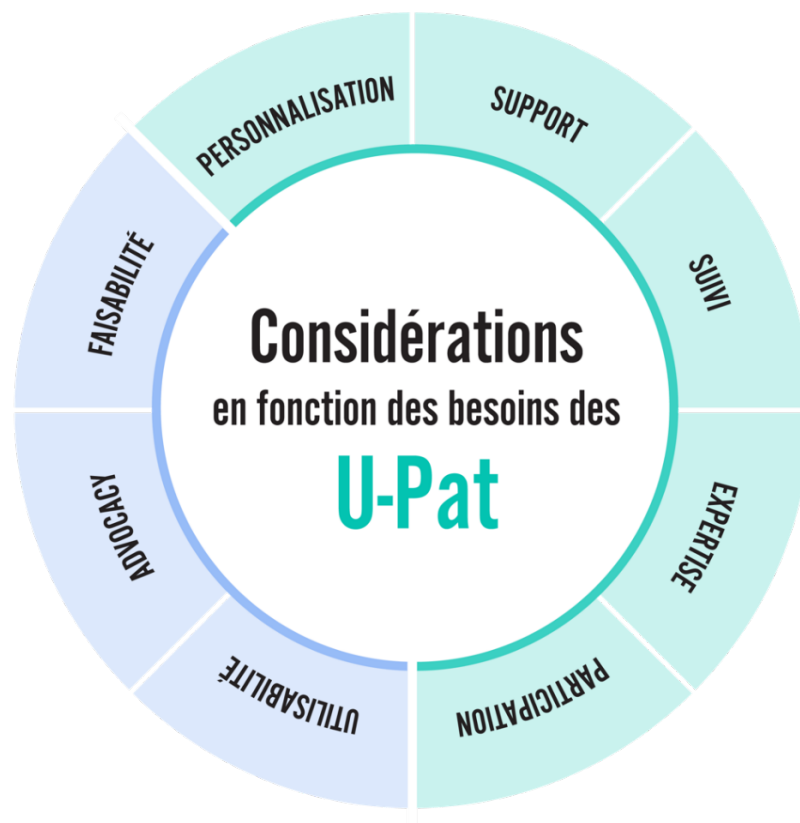 PERSONNALISATION
SUPPORT
SUIVI
EXPERTISE
PARTICIPATION
UTILISABILITÉ
ADVOCACY
FAISABILITÉ
Considérations
en fonction des besoins des
U-Pat